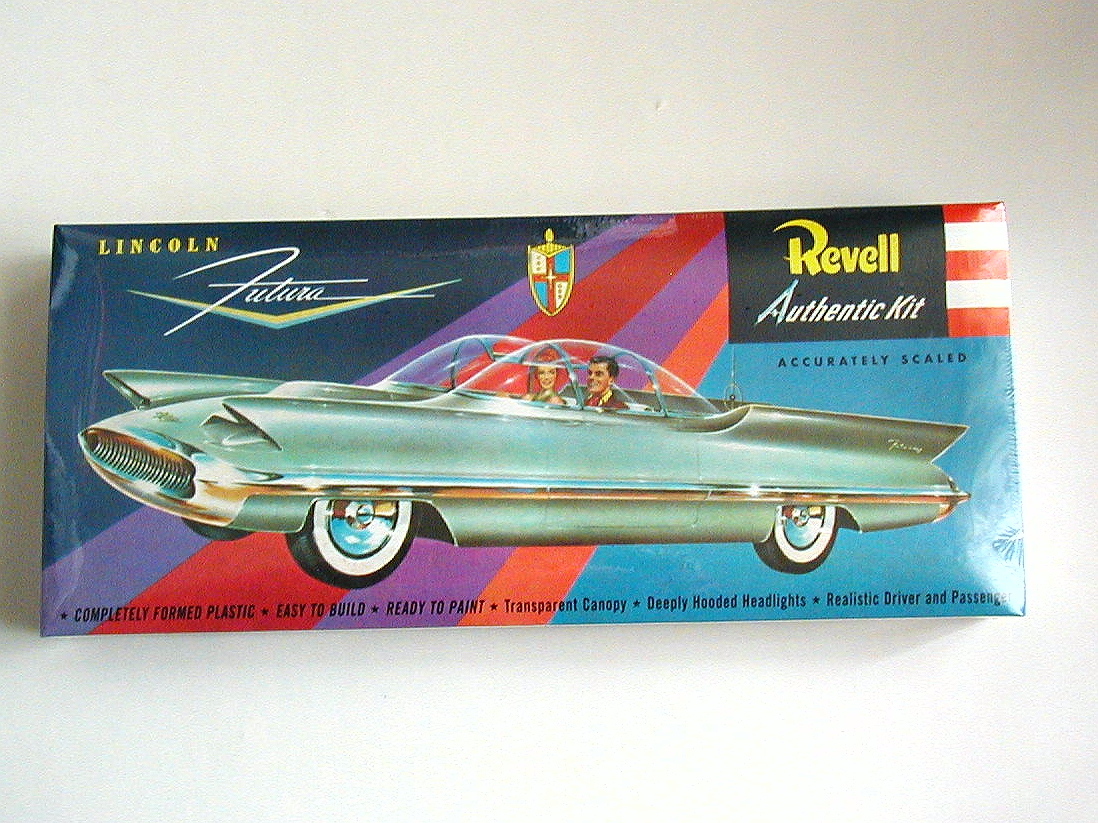 LINCOLN
Futura
Revell
Authentic Kit
ACCURATELY SCALED
Futura
★ COMPLETELY FORMED PLASTIC ★ EASY TO BUILD ★ READY TO PAINT ★ Transparent Canopy ★ Deeply Hooded Headlights ★ Realistic Driver and Passenger